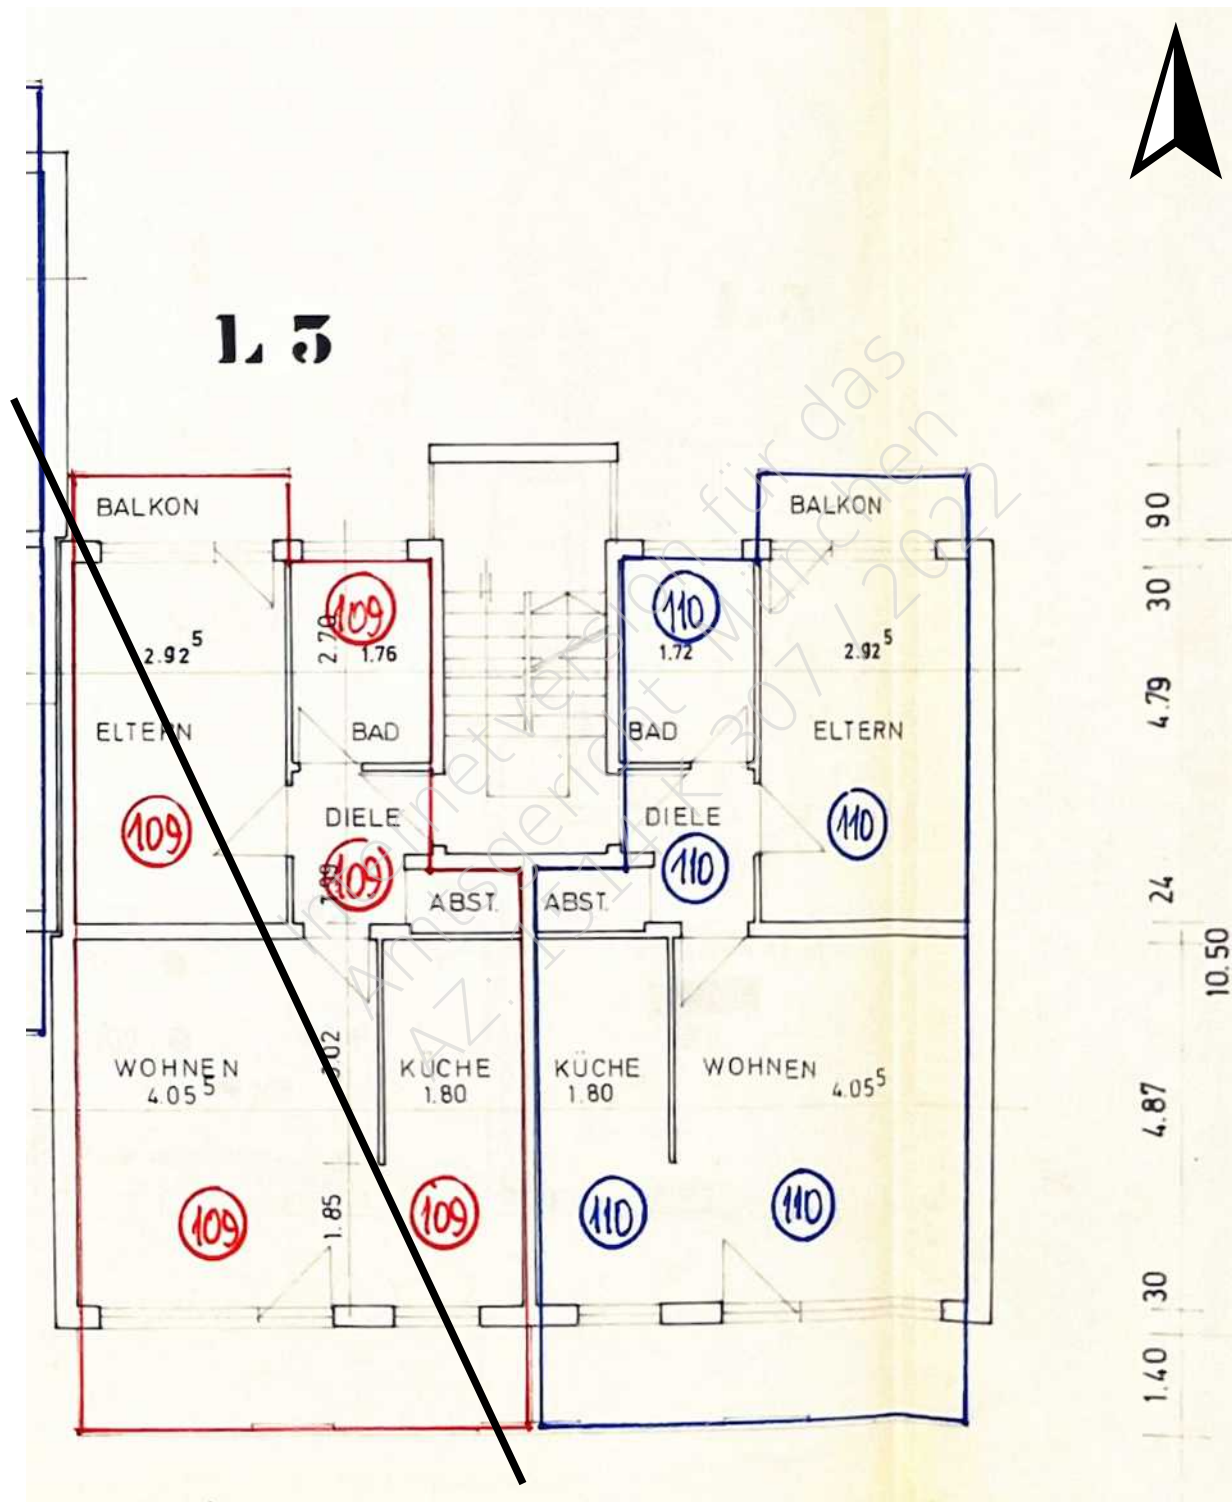 L 3
BALKON
BALKON
90
109
110
30
2.70
1.76
1.72
2.92⁵
2.92⁵
4.79
ELTERN
BAD
BAD
ELTERN
DIELE
DIELE
109
110
109
110
ABST.
ABST.
24
10.50
WOHNEN
4.05⁵
3.02
KÜCHE
1.80
KÜCHE
1.80
WOHNEN
4.05⁵
4.87
109
1.85
109
110
110
30
1.40
Internetversion für das
Amtsgericht München
AZ 1514 K 307 / 2022